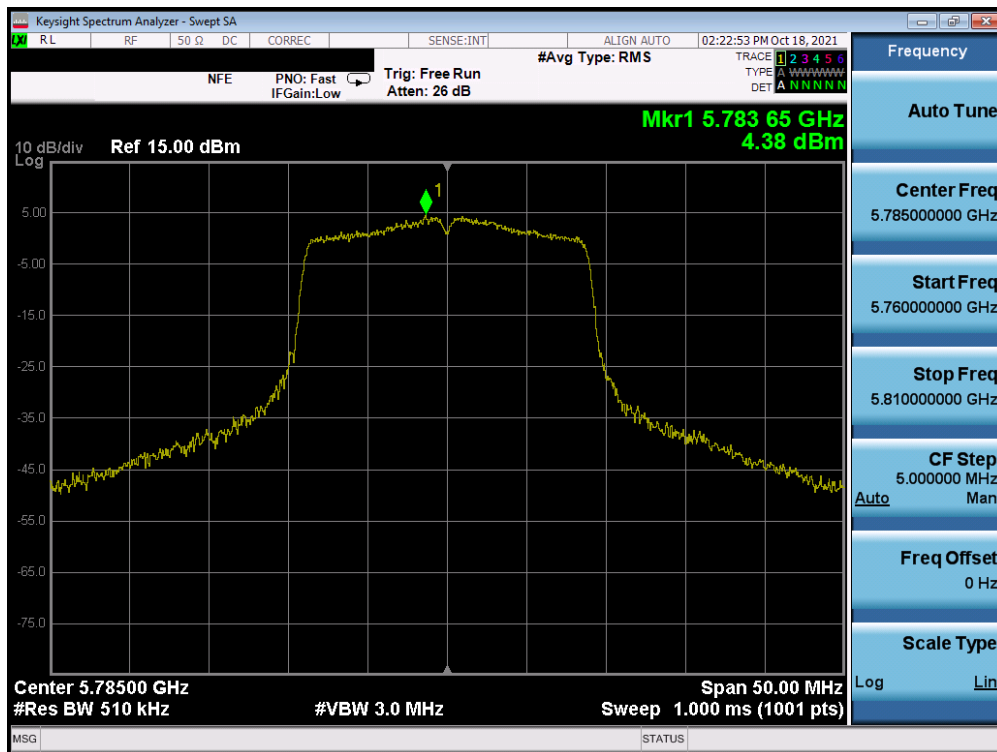 Keysight Spectrum Analyzer - Swept SA
LXI RL RF 50 Ω DC CORREC SENSE:INT ALIGN AUTO 02:22:53 PM Oct 18, 2021
NFE PNO: Fast IFGain:Low Trig: Free Run Atten: 26 dB #Avg Type: RMS
TRACE 1 2 3 4 5 6
TYPE A WWWWW
DET A N N N N N
Mkr1 5.783 65 GHz
4.38 dBm
10 dB/div Ref 15.00 dBm
Log
1
5.00
-5.00
-15.0
-25.0
-35.0
-45.0
-55.0
-65.0
-75.0
Center 5.78500 GHz Span 50.00 MHz
#Res BW 510 kHz #VBW 3.0 MHz Sweep 1.000 ms (1001 pts)
MSG STATUS
Frequency
Auto Tune
Center Freq
5.785000000 GHz
Start Freq
5.760000000 GHz
Stop Freq
5.810000000 GHz
CF Step
5.000000 MHz
Auto Man
Freq Offset
0 Hz
Scale Type
Log Lin